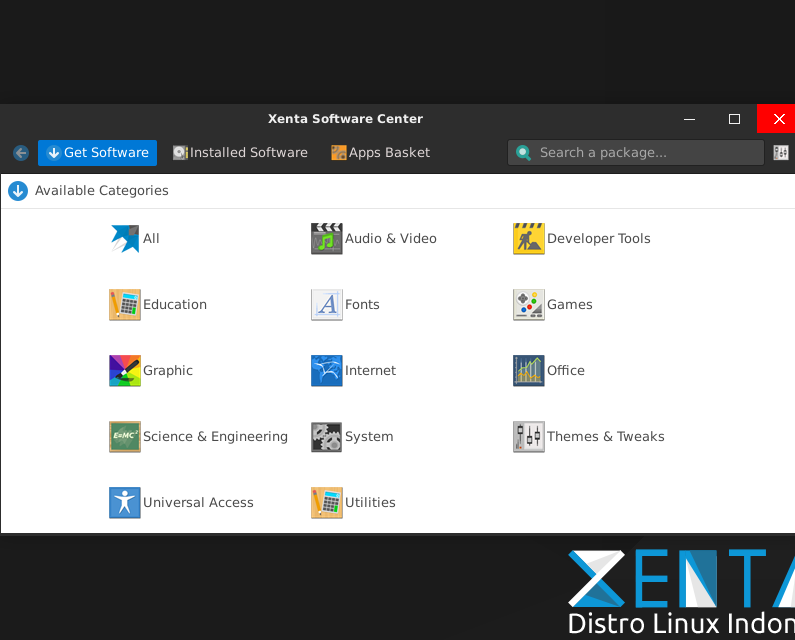 Xenta Software Center
Get Software Installed Software Apps Basket Search a package...
Available Categories
All Audio & Video Developer Tools
Education Fonts Games
Graphic Internet Office
E=MC² Science & Engineering System Themes & Tweaks
Universal Access Utilities
XENTA
Distro Linux Indon